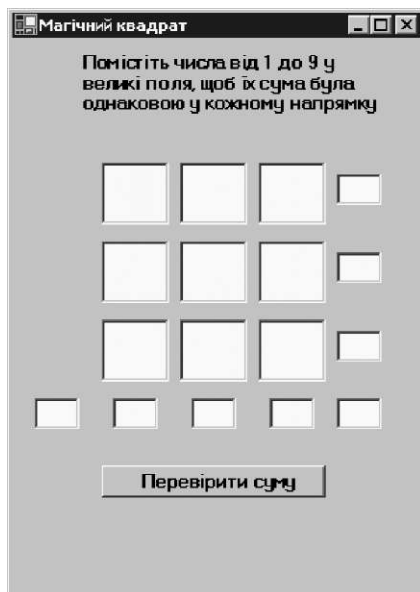 Магічний квадрат
Помістіть числа від 1 до 9 у
великі поля, щоб їх сума була
однаковою у кожному напрямку
Перевірити суму